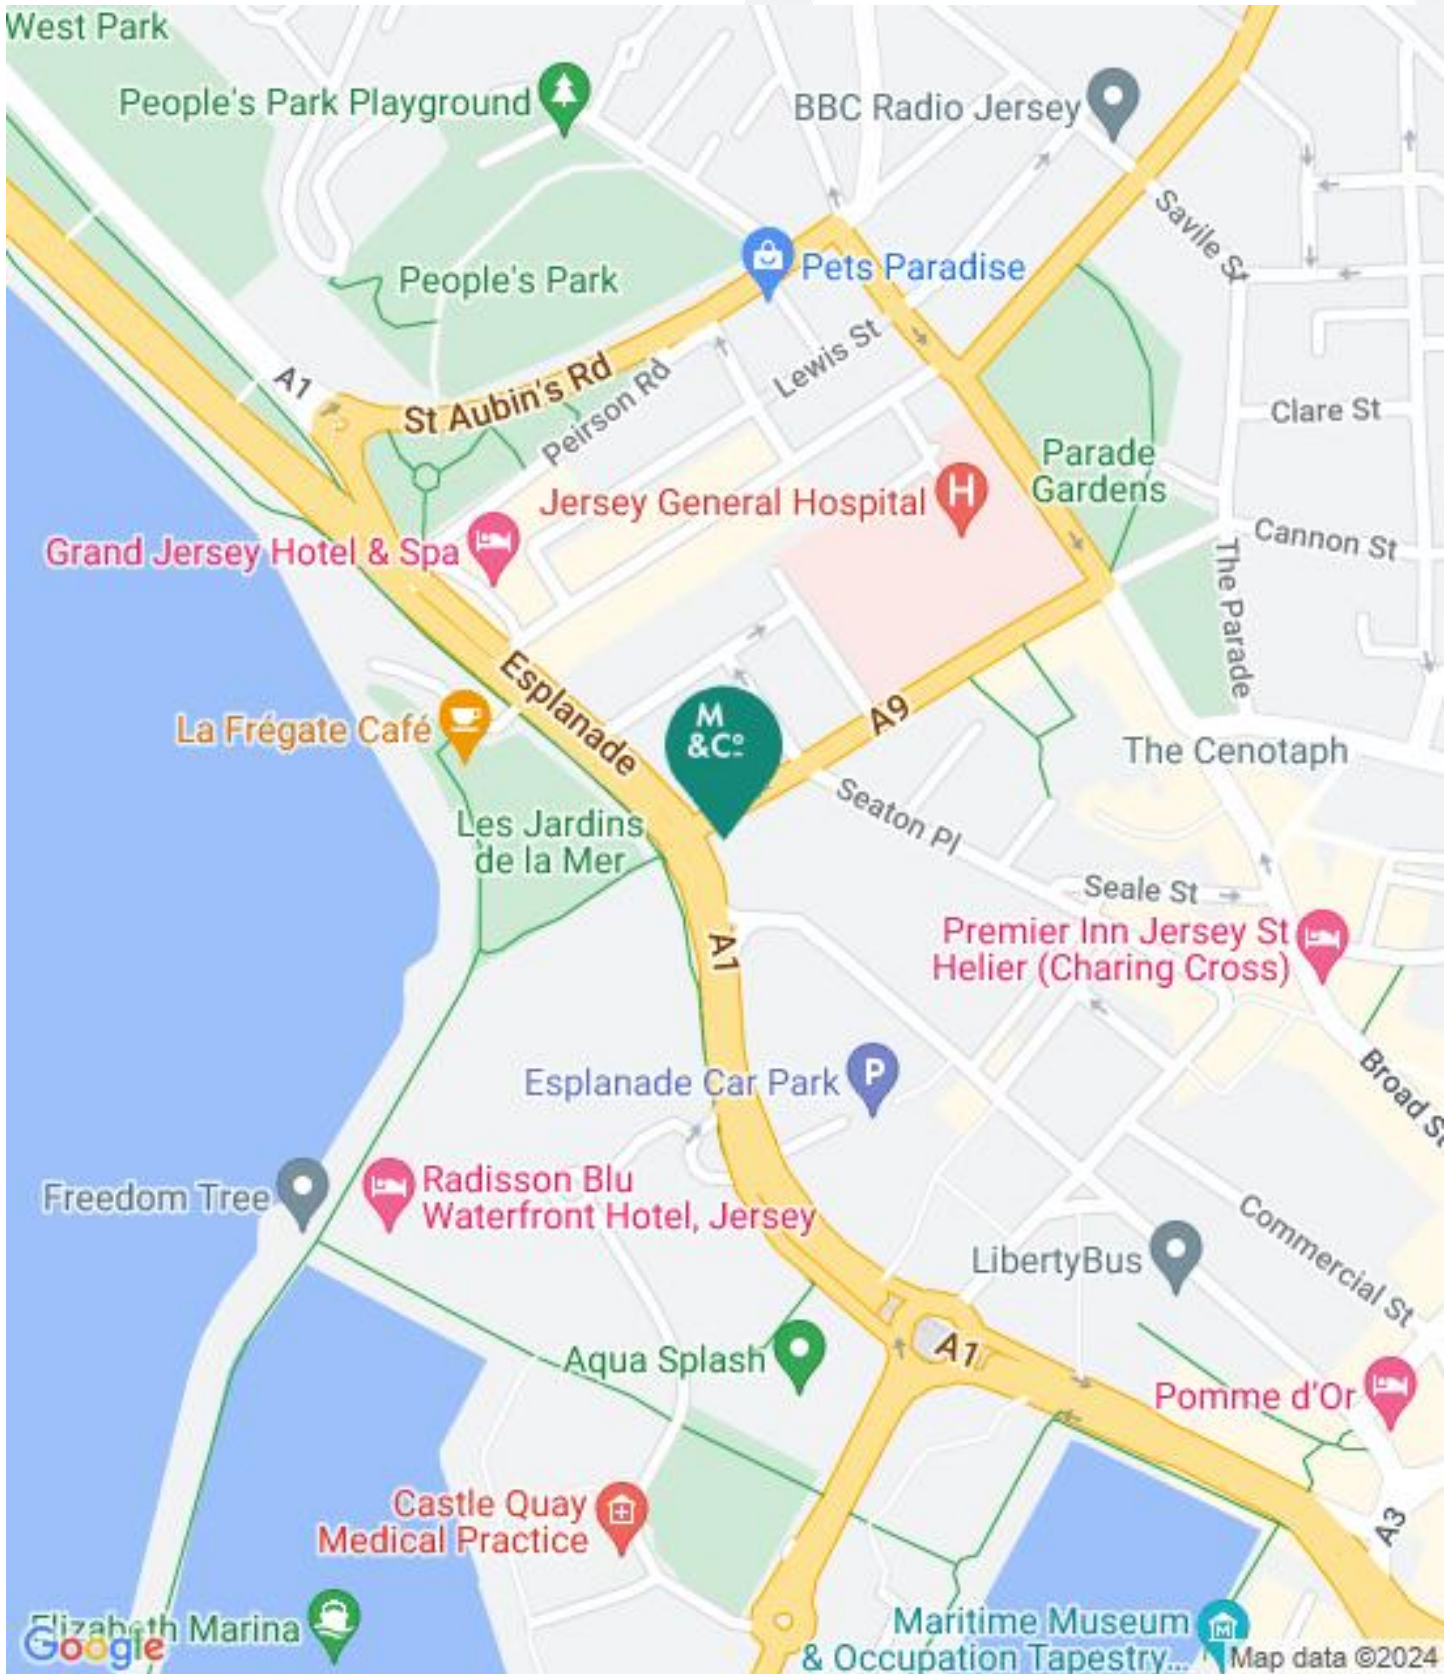 West Park
People's Park Playground
BBC Radio Jersey
Savile St
People's Park
Pets Paradise
Lewis St
A1
St Aubin's Rd
Peirson Rd
Clare St
Parade
Gardens
Jersey General Hospital
H
Cannon St
Grand Jersey Hotel & Spa
The Parade
Esplanade
La Frégate Café
M
&Co
A9
The Cenotaph
Seaton Pl
Les Jardins
de la Mer
Seale St
A1
Premier Inn Jersey St
Helier (Charing Cross)
Esplanade Car Park
P
Broad St
Freedom Tree
Radisson Blu
Waterfront Hotel, Jersey
Commercial St
LibertyBus
Aqua Splash
A1
Pomme d'Or
Castle Quay
Medical Practice
A3
Elizabeth Marina
Google
Maritime Museum
& Occupation Tapestry...
M
Map data ©2024